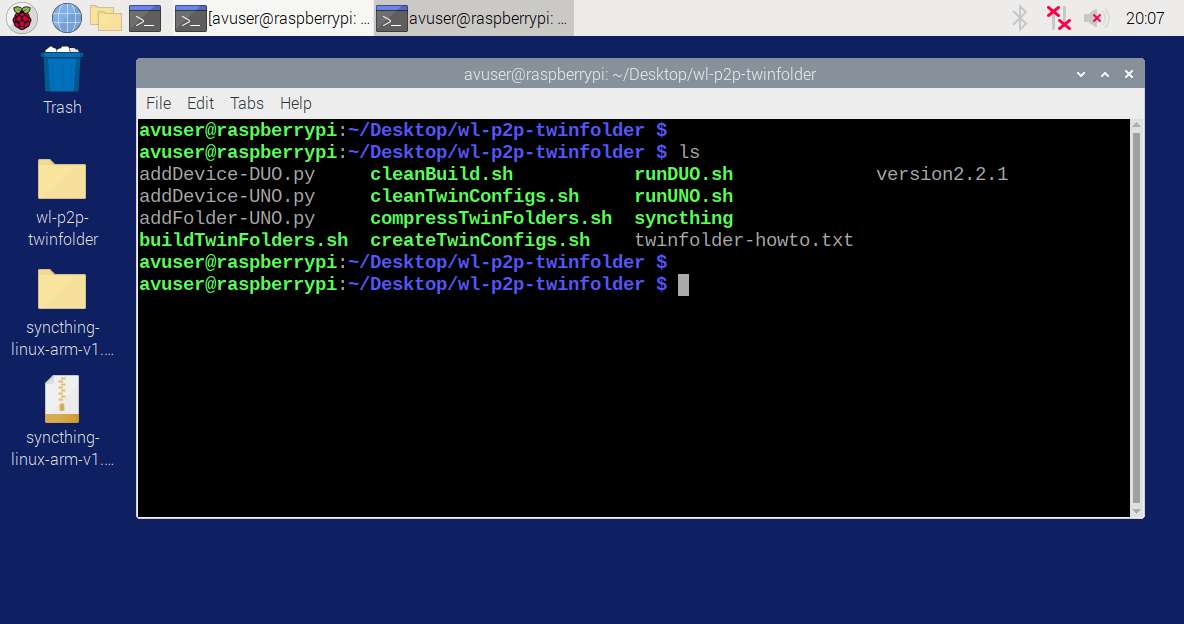 [avuser@raspberrypi: ...
avuser@raspberrypi: ...
20:07
Trash
wl-p2p-
twinfolder
syncthing-
linux-arm-v1....
syncthing-
linux-arm-v1....
avuser@raspberrypi: ~/Desktop/wl-p2p-twinfolder
File Edit Tabs Help
avuser@raspberrypi:~/Desktop/wl-p2p-twinfolder $
avuser@raspberrypi:~/Desktop/wl-p2p-twinfolder $ ls
addDevice-DUO.py cleanBuild.sh runDUO.sh version2.2.1
addDevice-UNO.py cleanTwinConfigs.sh runUNO.sh
addFolder-UNO.py compressTwinFolders.sh syncthing
buildTwinFolders.sh createTwinConfigs.sh twinfolder-howto.txt
avuser@raspberrypi:~/Desktop/wl-p2p-twinfolder $
avuser@raspberrypi:~/Desktop/wl-p2p-twinfolder $